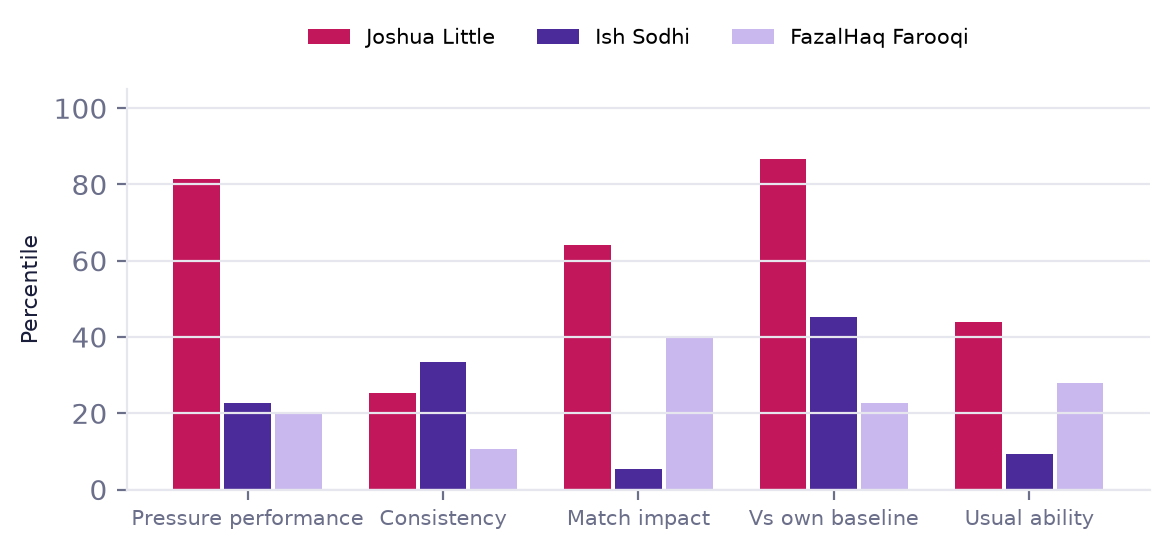 Joshua Little Ish Sodhi FazalHaq Farooqi
100
80
60
40
20
0
Percentile
Pressure performance Consistency Match impact Vs own baseline Usual ability